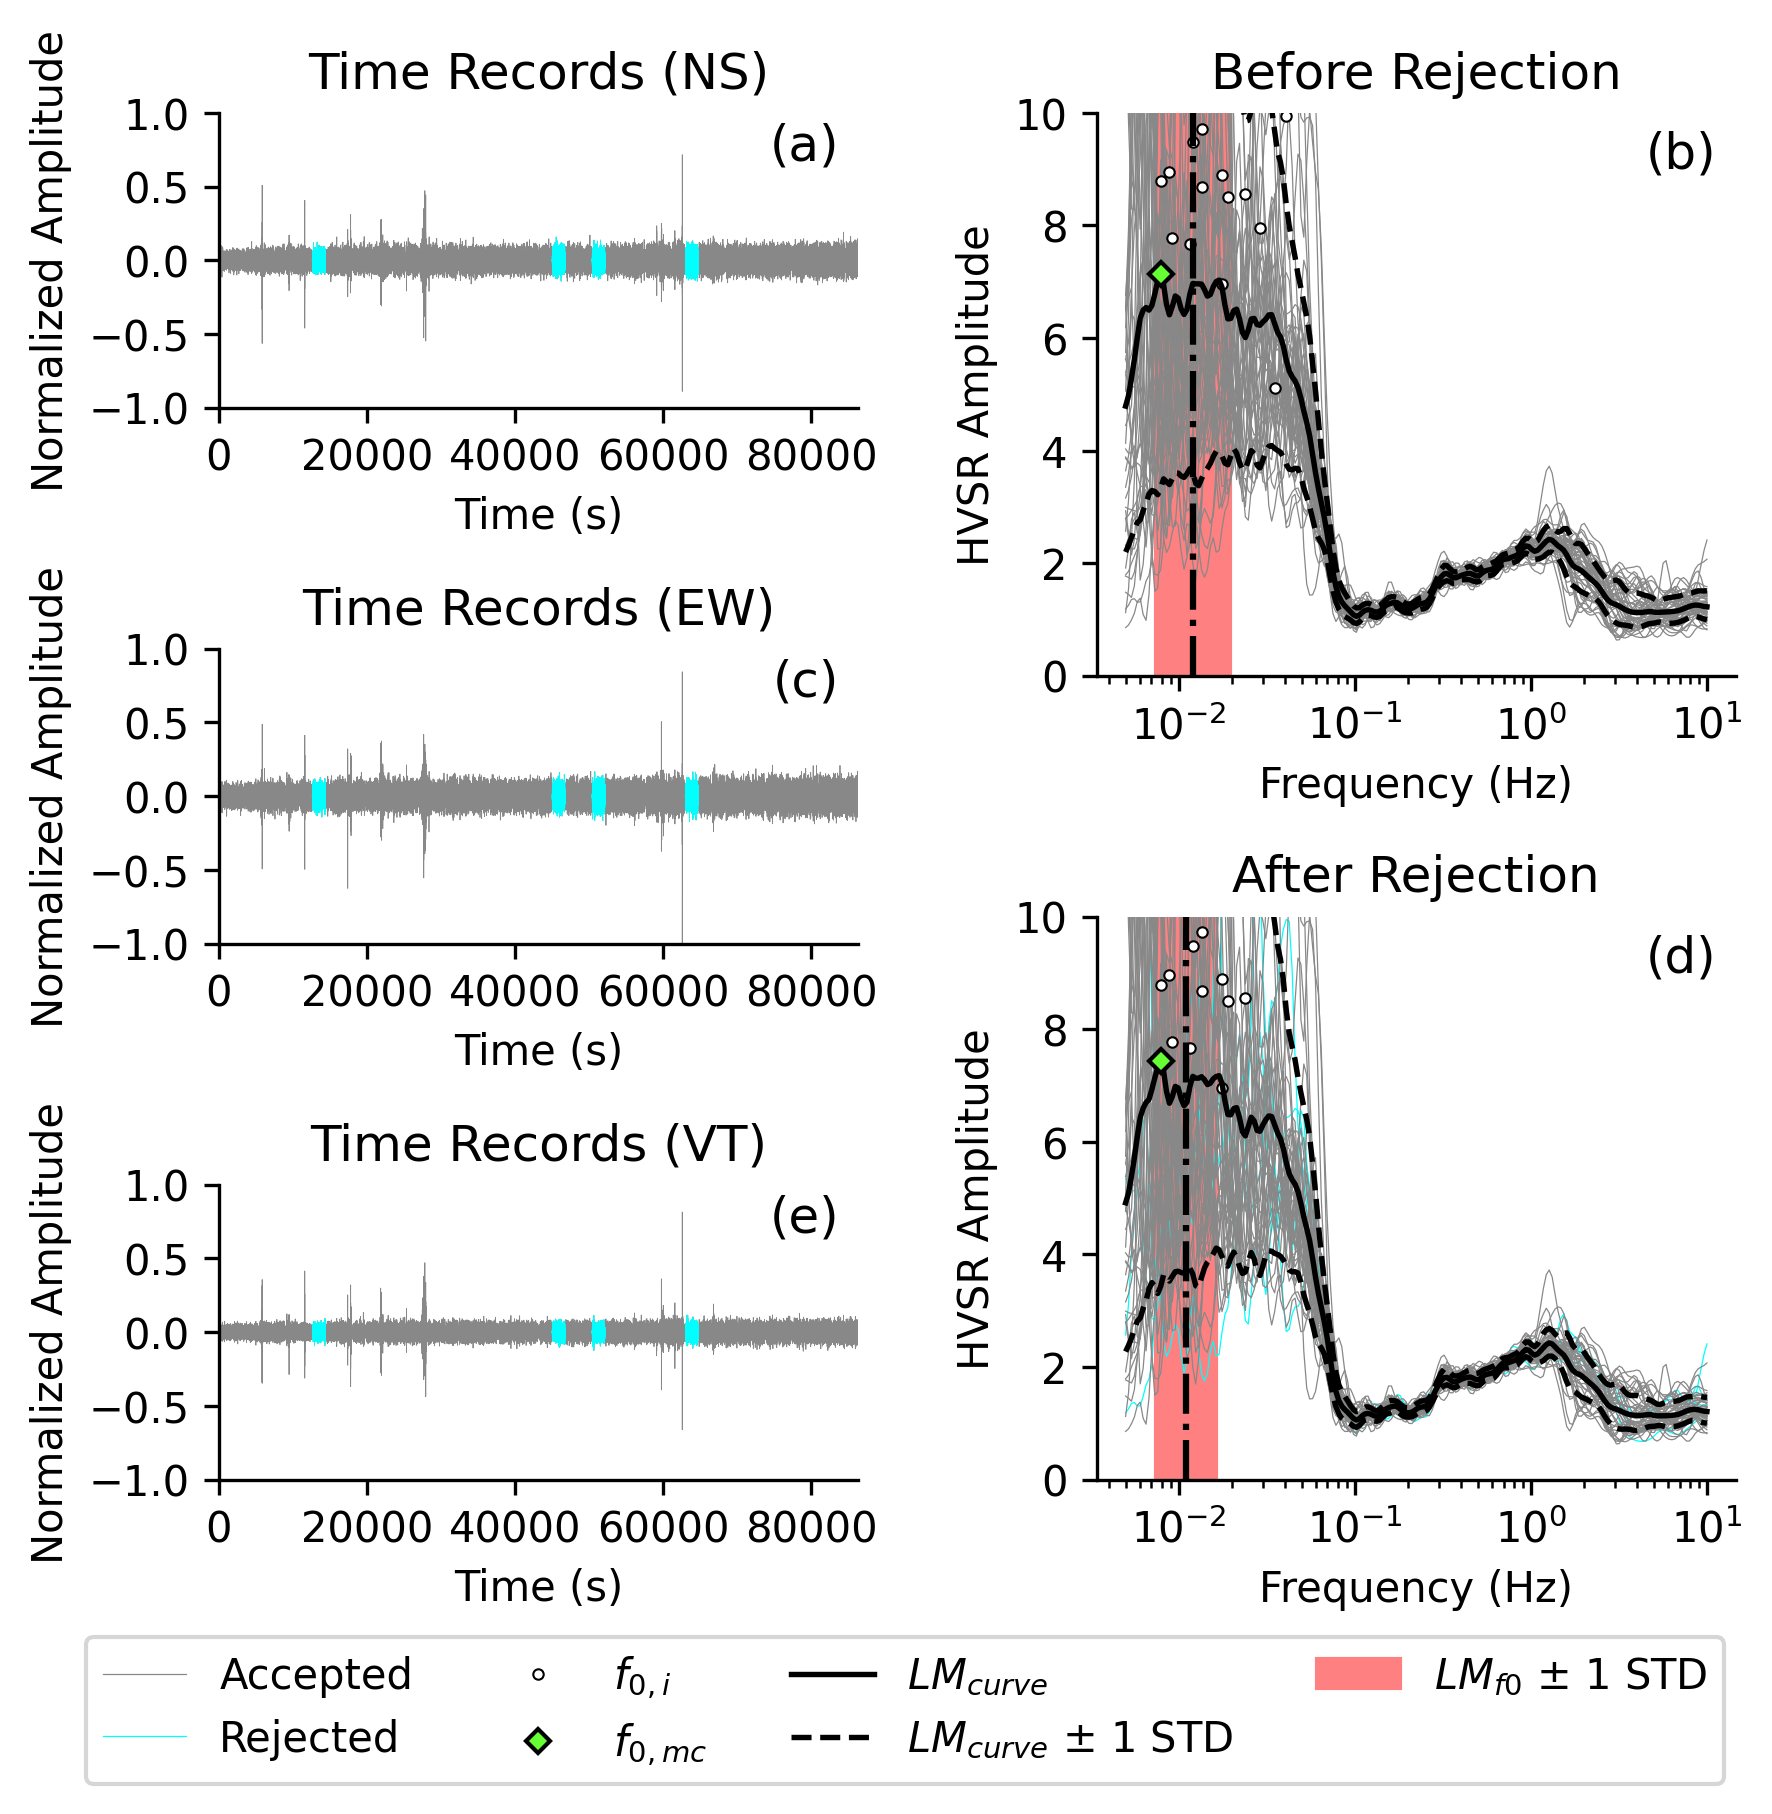 Time Records (NS)
Normalized Amplitude
1.0
0.5
0.0
−0.5
−1.0
(a)
0 20000 40000 60000 80000
Time (s)
Before Rejection
HVSR Amplitude
10
8
6
4
2
0
(b)
10⁻² 10⁻¹ 10⁰ 10¹
Frequency (Hz)
Time Records (EW)
Normalized Amplitude
1.0
0.5
0.0
−0.5
−1.0
(c)
0 20000 40000 60000 80000
Time (s)
After Rejection
HVSR Amplitude
10
8
6
4
2
0
(d)
10⁻² 10⁻¹ 10⁰ 10¹
Frequency (Hz)
Time Records (VT)
Normalized Amplitude
1.0
0.5
0.0
−0.5
−1.0
(e)
0 20000 40000 60000 80000
Time (s)
Accepted
Rejected
f0,i
f0,mc
LMcurve
LMcurve ± 1 STD
LMf0 ± 1 STD